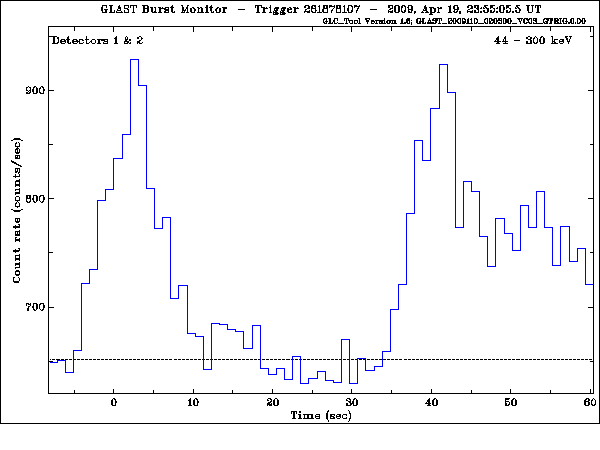 GLAST Burst Monitor - Trigger 261878107 - 2009, Apr 19, 23:55:05.5 UT
GLC_Tool Version 1.6; GLAST_2009110_020500_VC03_GTRIG.0.00
Detectors 1 & 2 44 - 300 keV
900
800
700
Count rate (counts/sec)
0 10 20 30 40 50 60
Time (sec)